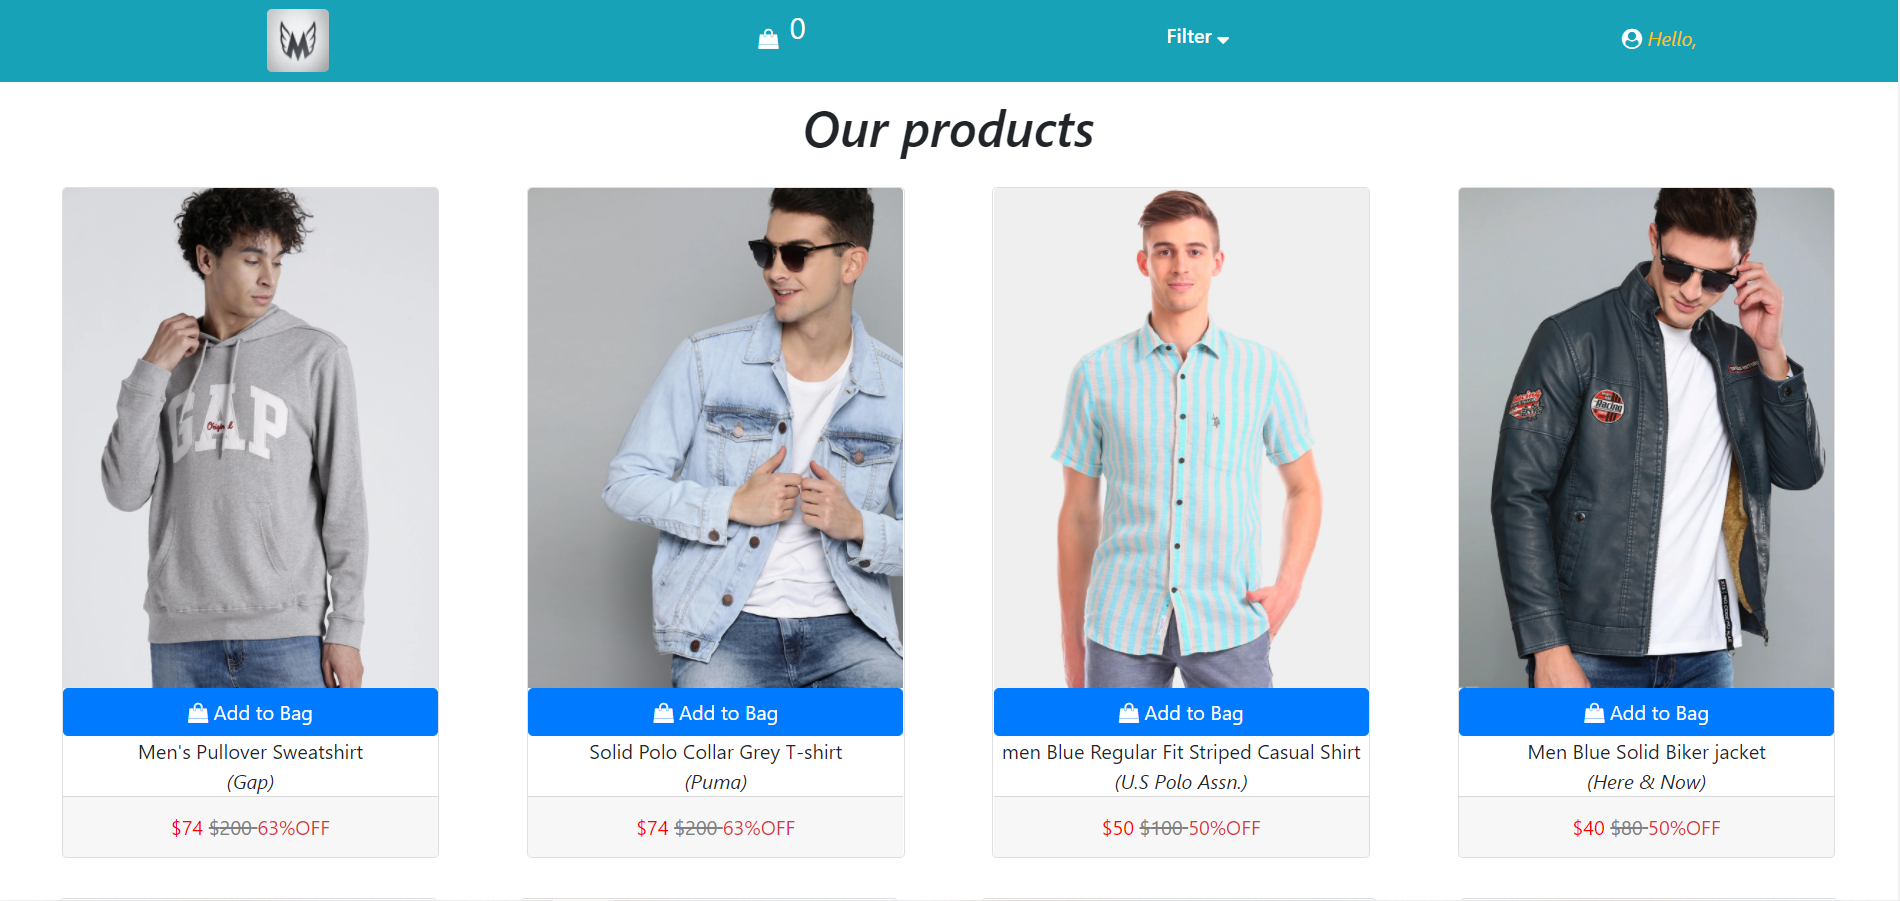 0
Filter
Hello,
Our products
GAP
Original
Racing
Add to Bag
Add to Bag
Add to Bag
Add to Bag
Men's Pullover Sweatshirt
(Gap)
Solid Polo Collar Grey T-shirt
(Puma)
men Blue Regular Fit Striped Casual Shirt
(U.S Polo Assn.)
Men Blue Solid Biker jacket
(Here & Now)
$74 $200 63%OFF
$74 $200 63%OFF
$50 $100 50%OFF
$40 $80 50%OFF